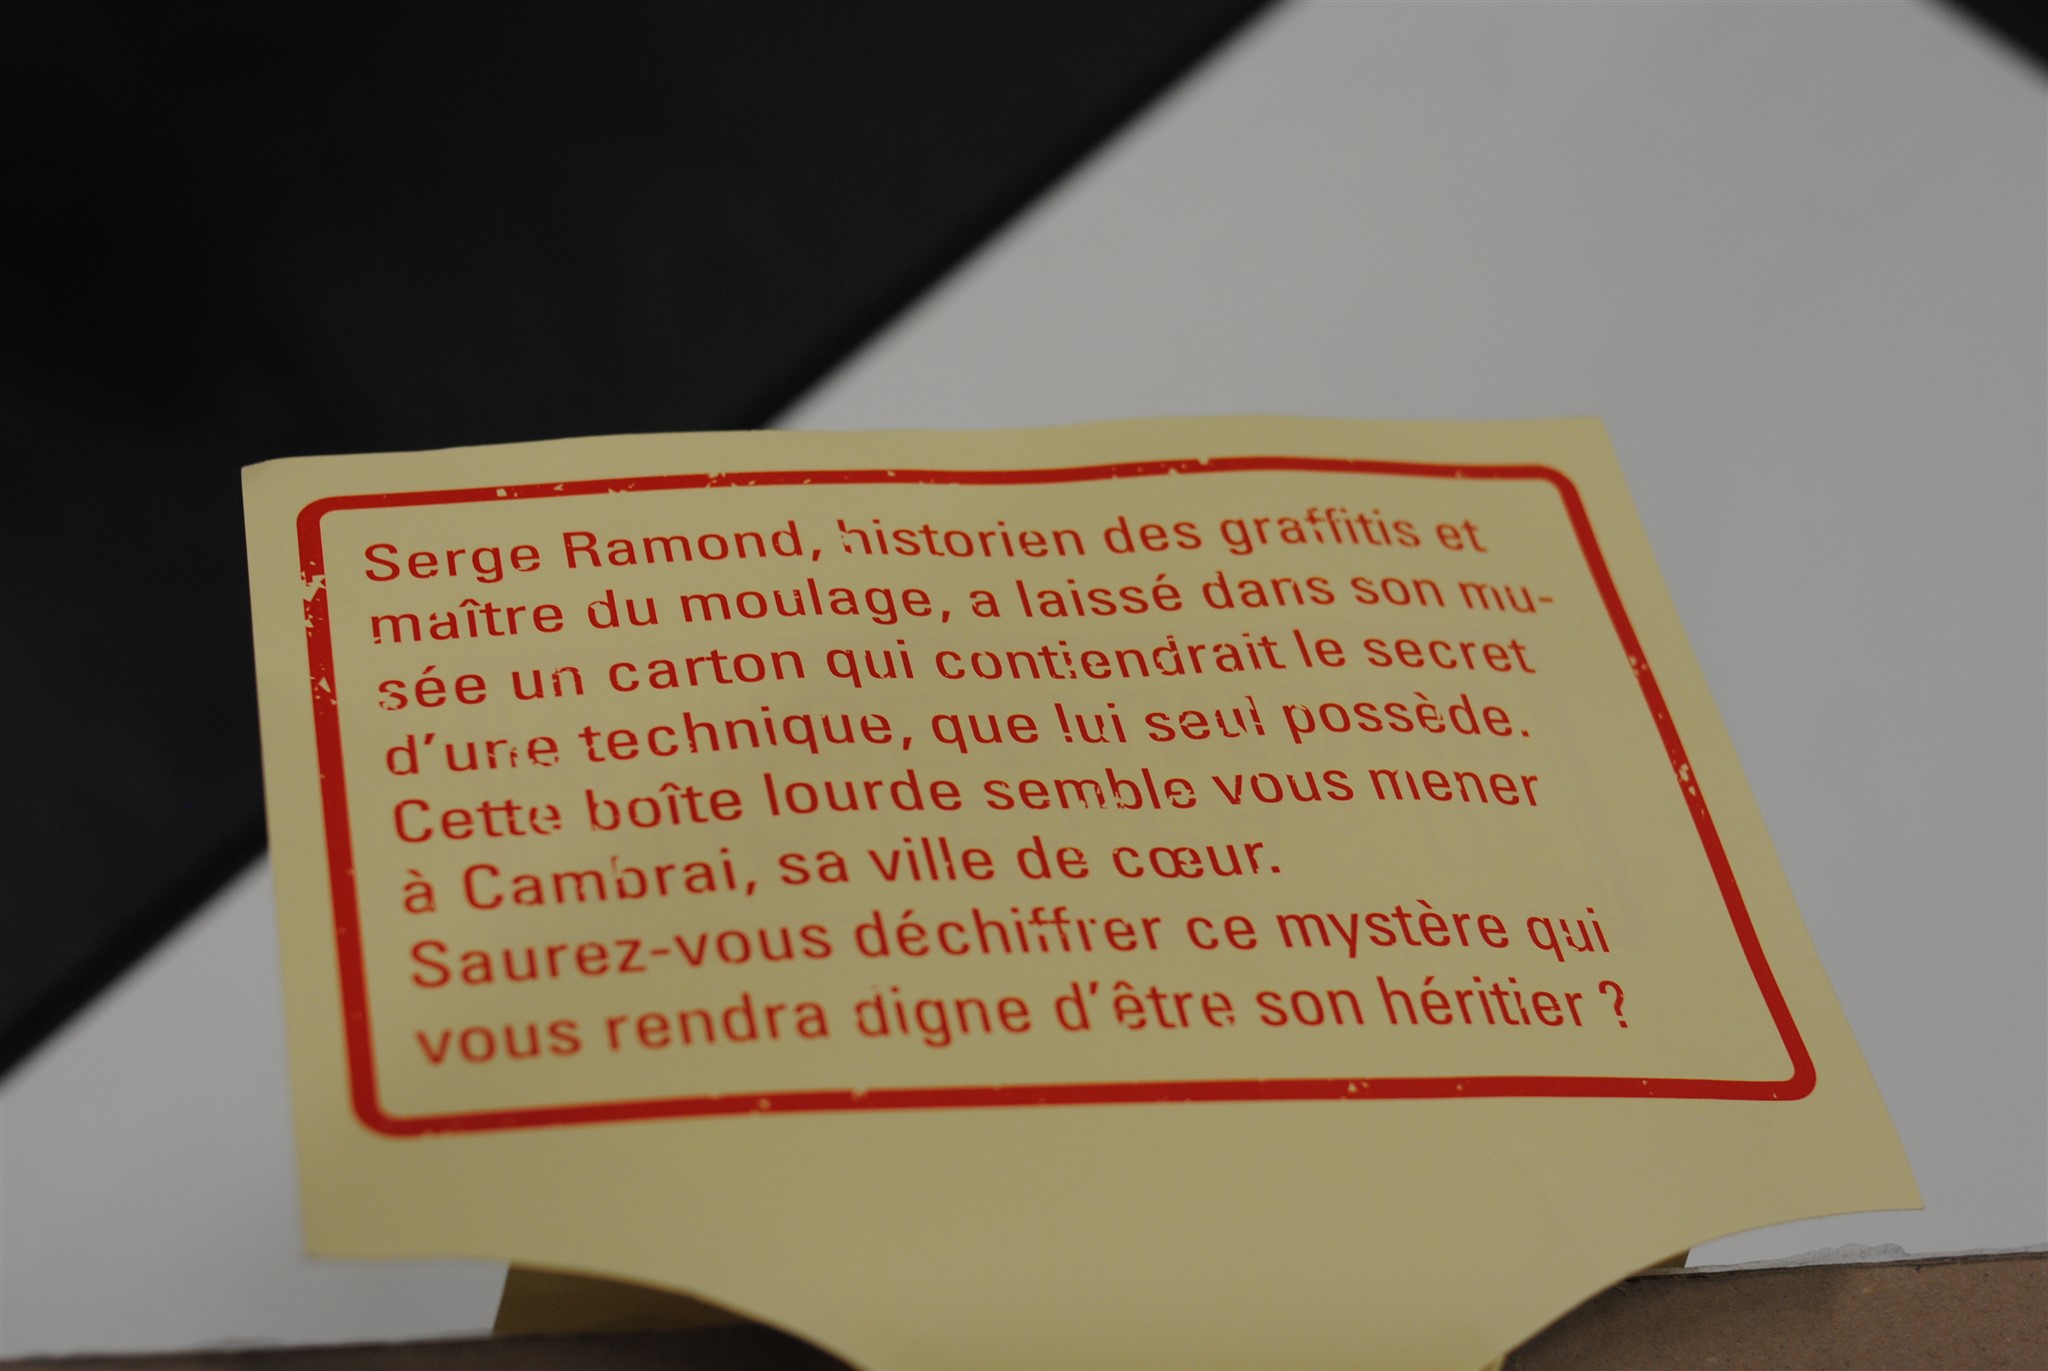 Serge Ramond, historien des graffitis et
maître du moulage, a laissé dans son mu-
sée un carton qui contiendrait le secret
d'une technique, que lui seul possède.
Cette boîte lourde semble vous mener
à Cambrai, sa ville de cœur.
Saurez-vous déchiffrer ce mystère qui
vous rendra digne d'être son héritier ?